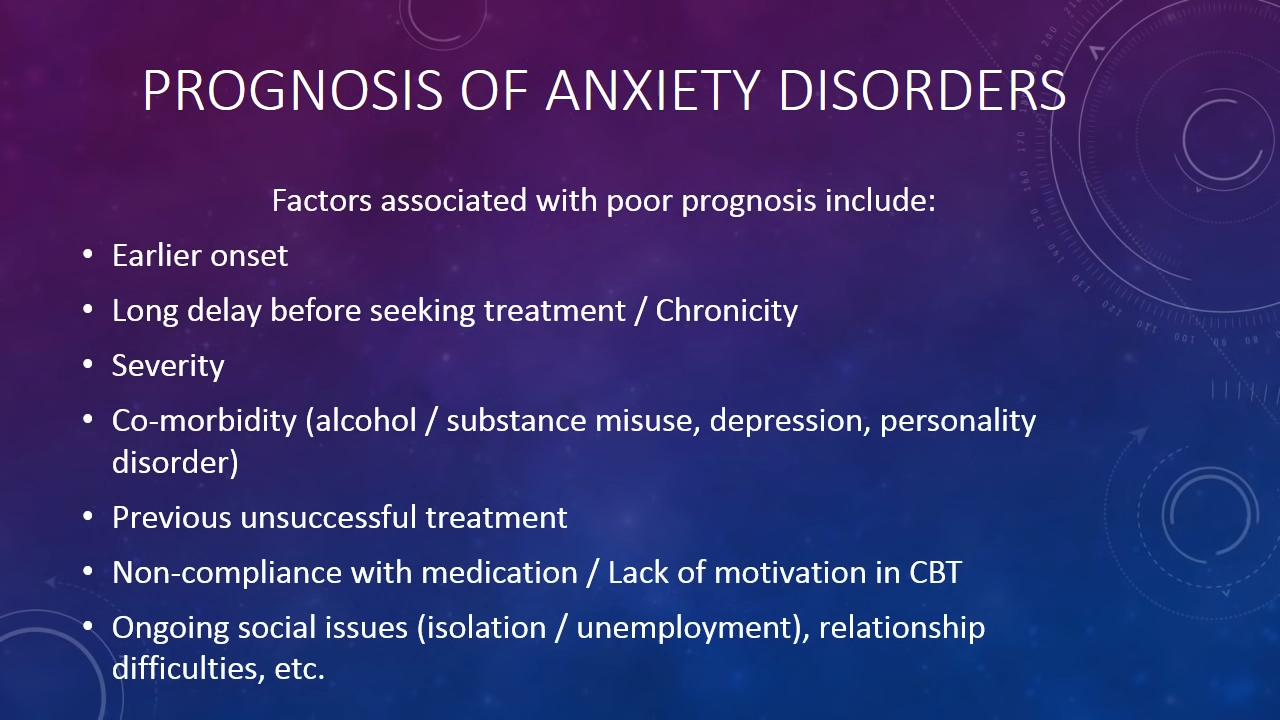 PROGNOSIS OF ANXIETY DISORDERS
Factors associated with poor prognosis include:
• Earlier onset
• Long delay before seeking treatment / Chronicity
• Severity
• Co-morbidity (alcohol / substance misuse, depression, personality
disorder)
• Previous unsuccessful treatment
• Non-compliance with medication / Lack of motivation in CBT
• Ongoing social issues (isolation / unemployment), relationship
difficulties, etc.